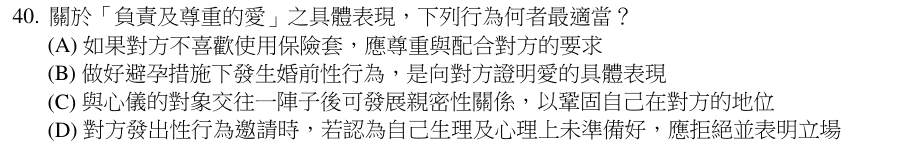 40. 關於「負責及尊重的愛」之具體表現，下列行為何者最適當？
(A) 如果對方不喜歡使用保險套，應尊重與配合對方的要求
(B) 做好避孕措施下發生婚前性行為，是向對方證明愛的具體表現
(C) 與心儀的對象交往一陣子後可發展親密性關係，以鞏固自己在對方的地位
(D) 對方發出性行為邀請時，若認為自己生理及心理上未準備好，應拒絕並表明立場